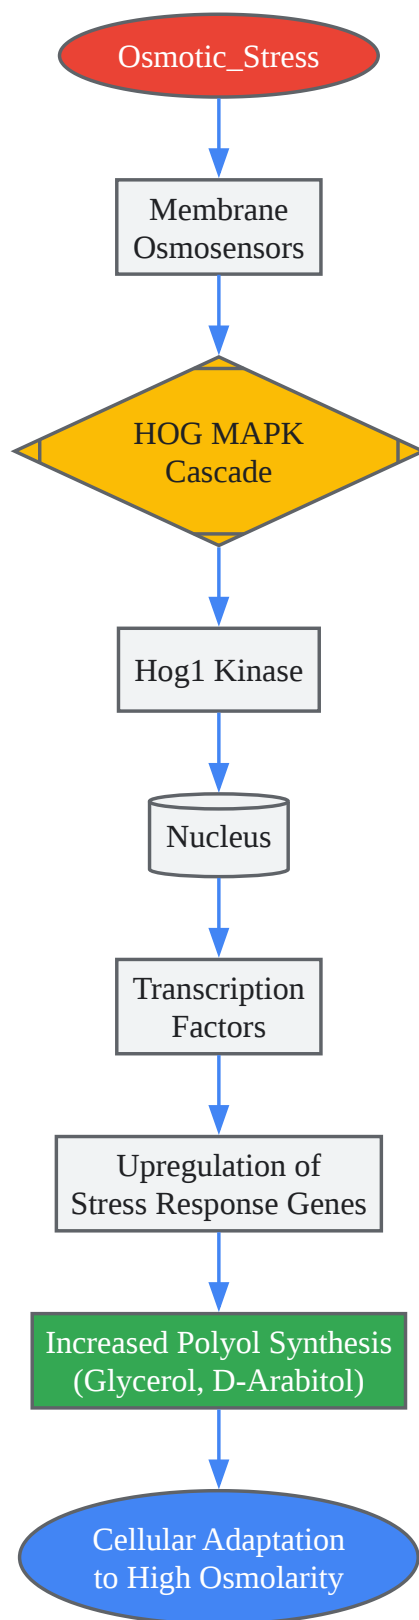 Osmotic_Stress
Membrane
Osmosensors
HOG MAPK
Cascade
Hog1 Kinase
Nucleus
Transcription
Factors
Upregulation of
Stress Response Genes
Increased Polyol Synthesis
(Glycerol, D-Arabitol)
Cellular Adaptation
to High Osmolarity